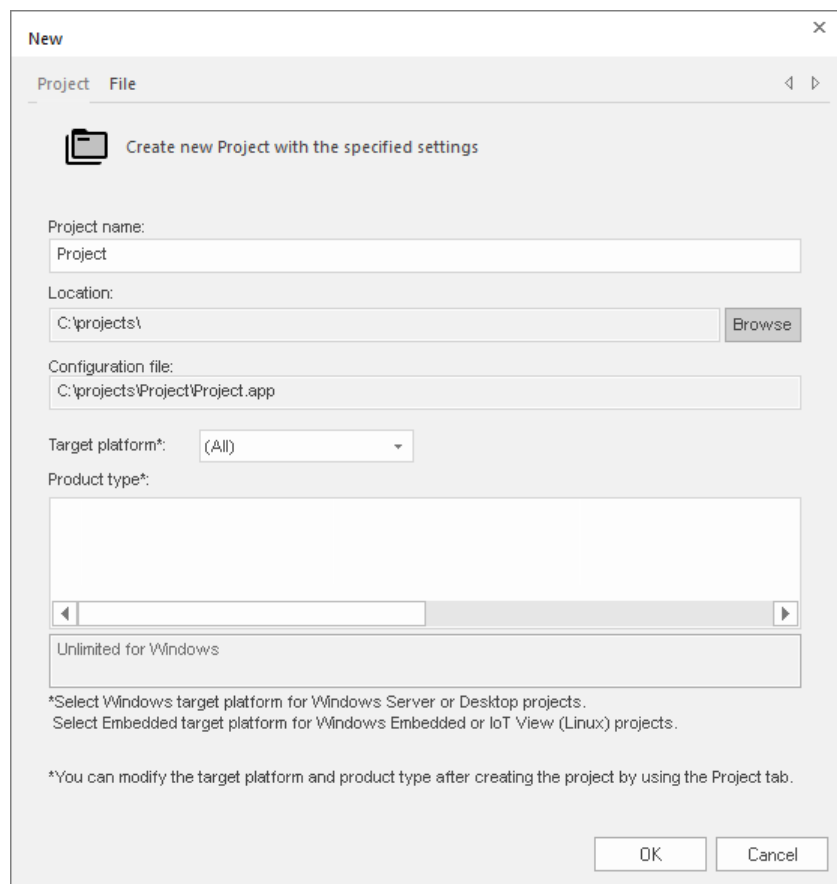 New
Project File
Create new Project with the specified settings
Project name:
Project
Location:
C:\projects\
Browse
Configuration file:
C:\projects\Project\Project.app
Target platform*: (All)
Product type*:
Unlimited for Windows
*Select Windows target platform for Windows Server or Desktop projects.
Select Embedded target platform for Windows Embedded or IoT View (Linux) projects.
*You can modify the target platform and product type after creating the project by using the Project tab.
OK Cancel